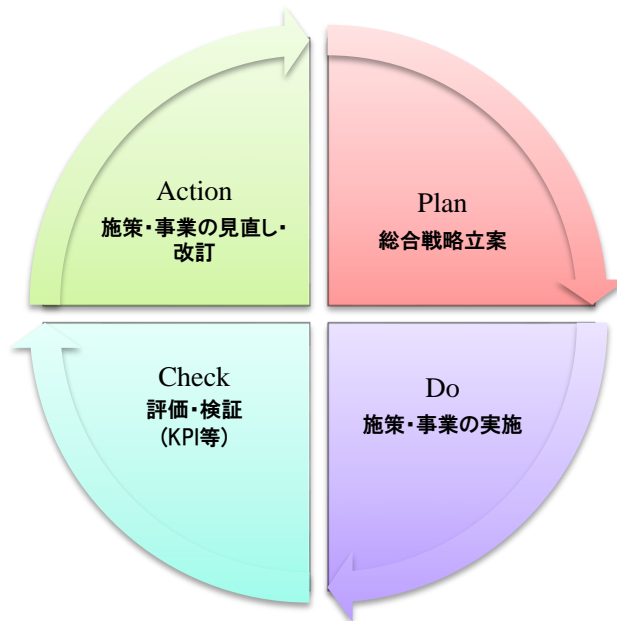 Action
施策・事業の見直し・
改訂
Plan
総合戦略立案
Check
評価・検証
(KPI等)
Do
施策・事業の実施